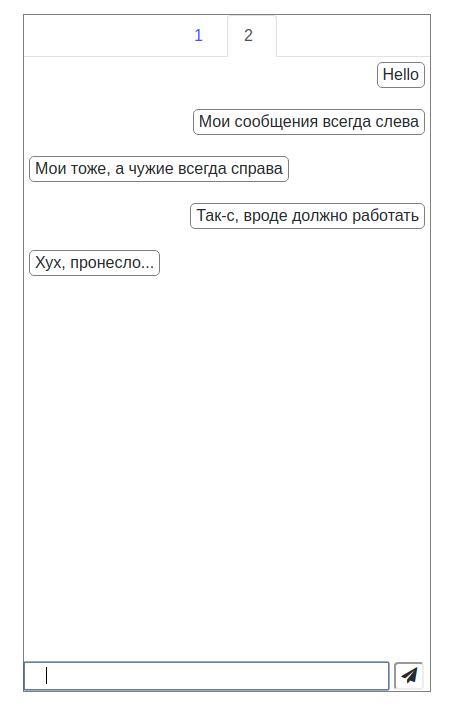 1 2
Hello
Мои сообщения всегда слева
Мои тоже, а чужие всегда справа
Так-с, вроде должно работать
Хух, пронесло...